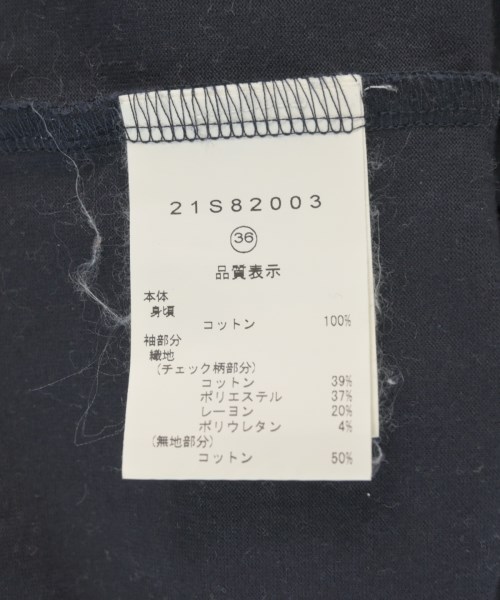 21S82003
36
品質表示
本体
身頃
コットン 100%
袖部分
織地
(チェック柄部分)
コットン 39%
ポリエステル 37%
レーヨン 20%
ポリウレタン 4%
(無地部分)
コットン 50%